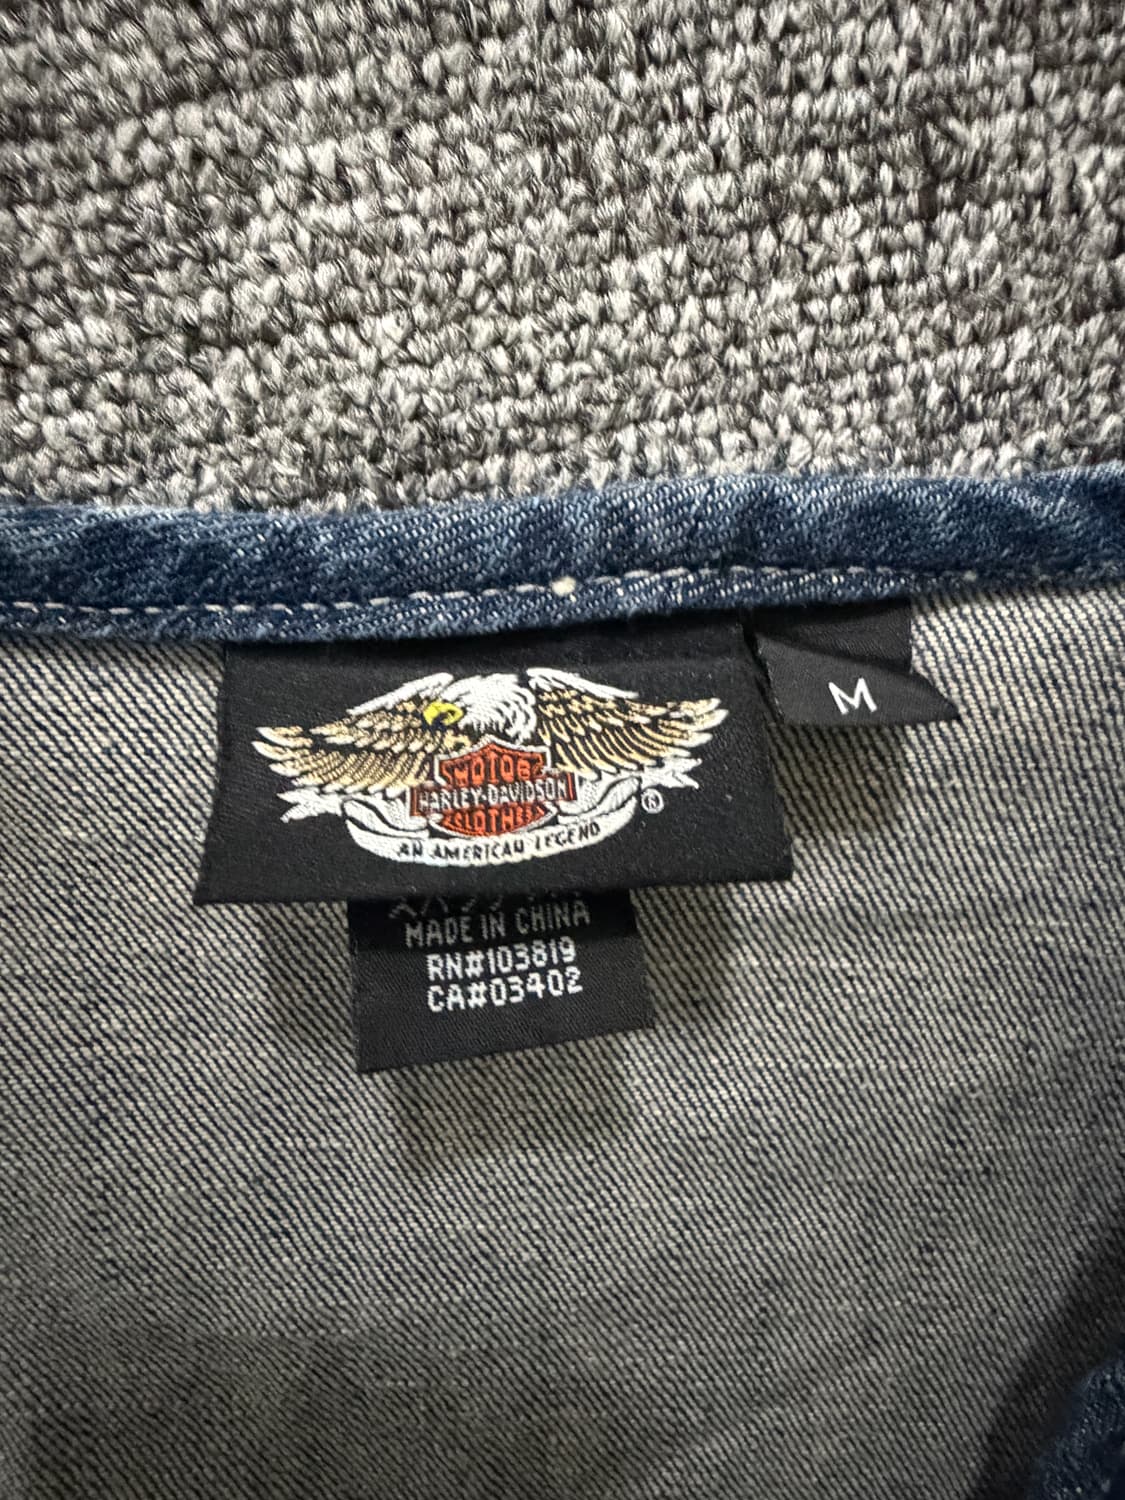 MOTOR
HARLEY-DAVIDSON
CLOTHES
AN AMERICAN LEGEND
®
M
MADE IN CHINA
RN#103819
CA#03402